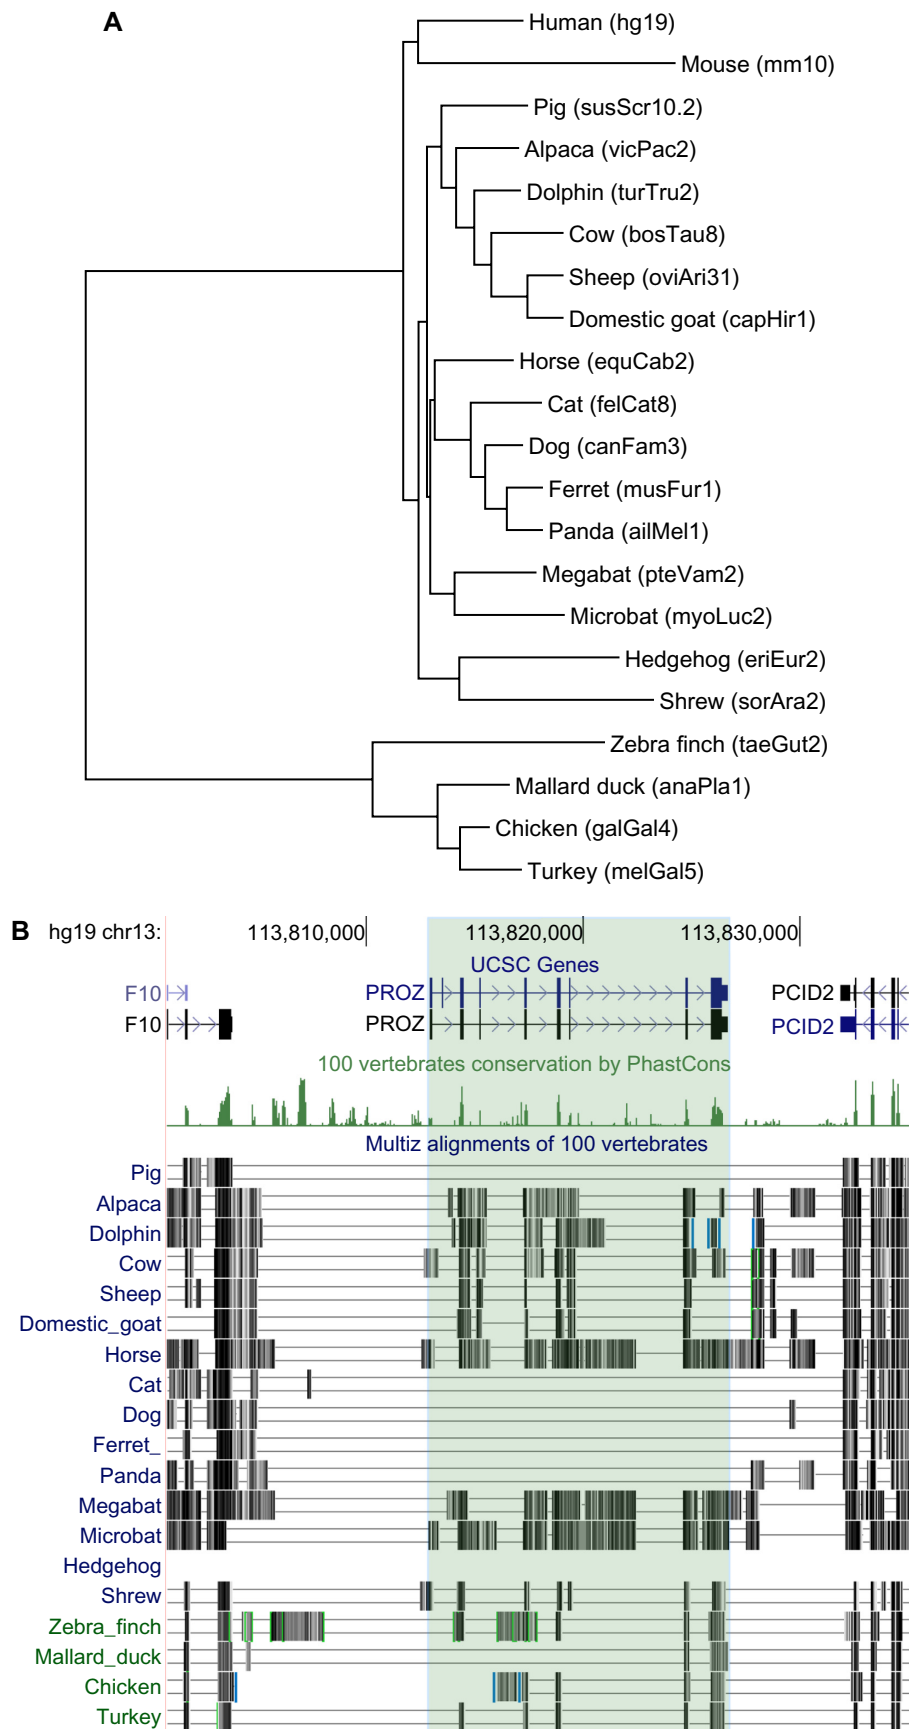 A
Human (hg19)
Mouse (mm10)
Pig (susScr10.2)
Alpaca (vicPac2)
Dolphin (turTru2)
Cow (bosTau8)
Sheep (oviAri31)
Domestic goat (capHir1)
Horse (equCab2)
Cat (felCat8)
Dog (canFam3)
Ferret (musFur1)
Panda (ailMel1)
Megabat (pteVam2)
Microbat (myoLuc2)
Hedgehog (eriEur2)
Shrew (sorAra2)
Zebra finch (taeGut2)
Mallard duck (anaPla1)
Chicken (galGal4)
Turkey (melGal5)
B hg19 chr13: 113,810,000 113,820,000 113,830,000
UCSC Genes
F10 PROZ PCID2
F10 PROZ PCID2
100 vertebrates conservation by PhastCons
Multiz alignments of 100 vertebrates
Pig
Alpaca
Dolphin
Cow
Sheep
Domestic_goat
Horse
Cat
Dog
Ferret_
Panda
Megabat
Microbat
Hedgehog
Shrew
Zebra_finch
Mallard_duck
Chicken
Turkey